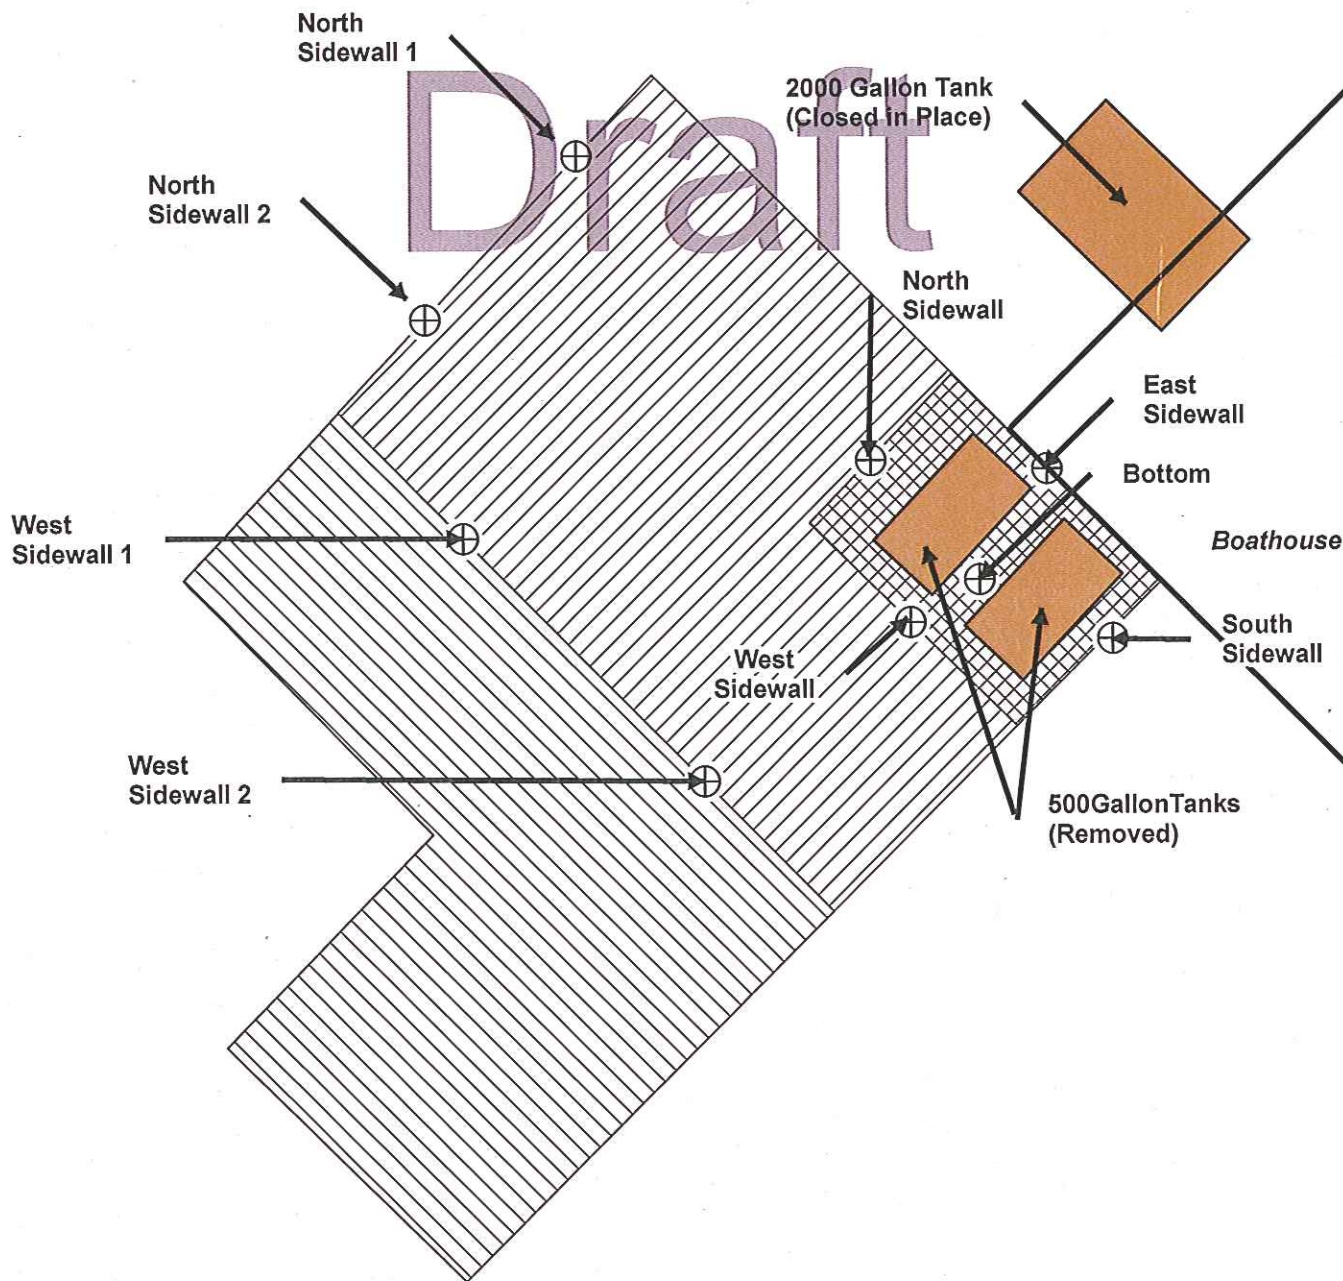 North
Sidewall 1
Draft
2000 Gallon Tank
(Closed in Place)
North
Sidewall 2
North
Sidewall
East
Sidewall
Bottom
West
Sidewall 1
Boathouse
South
Sidewall
West
Sidewall
West
Sidewall 2
500GallonTanks
(Removed)